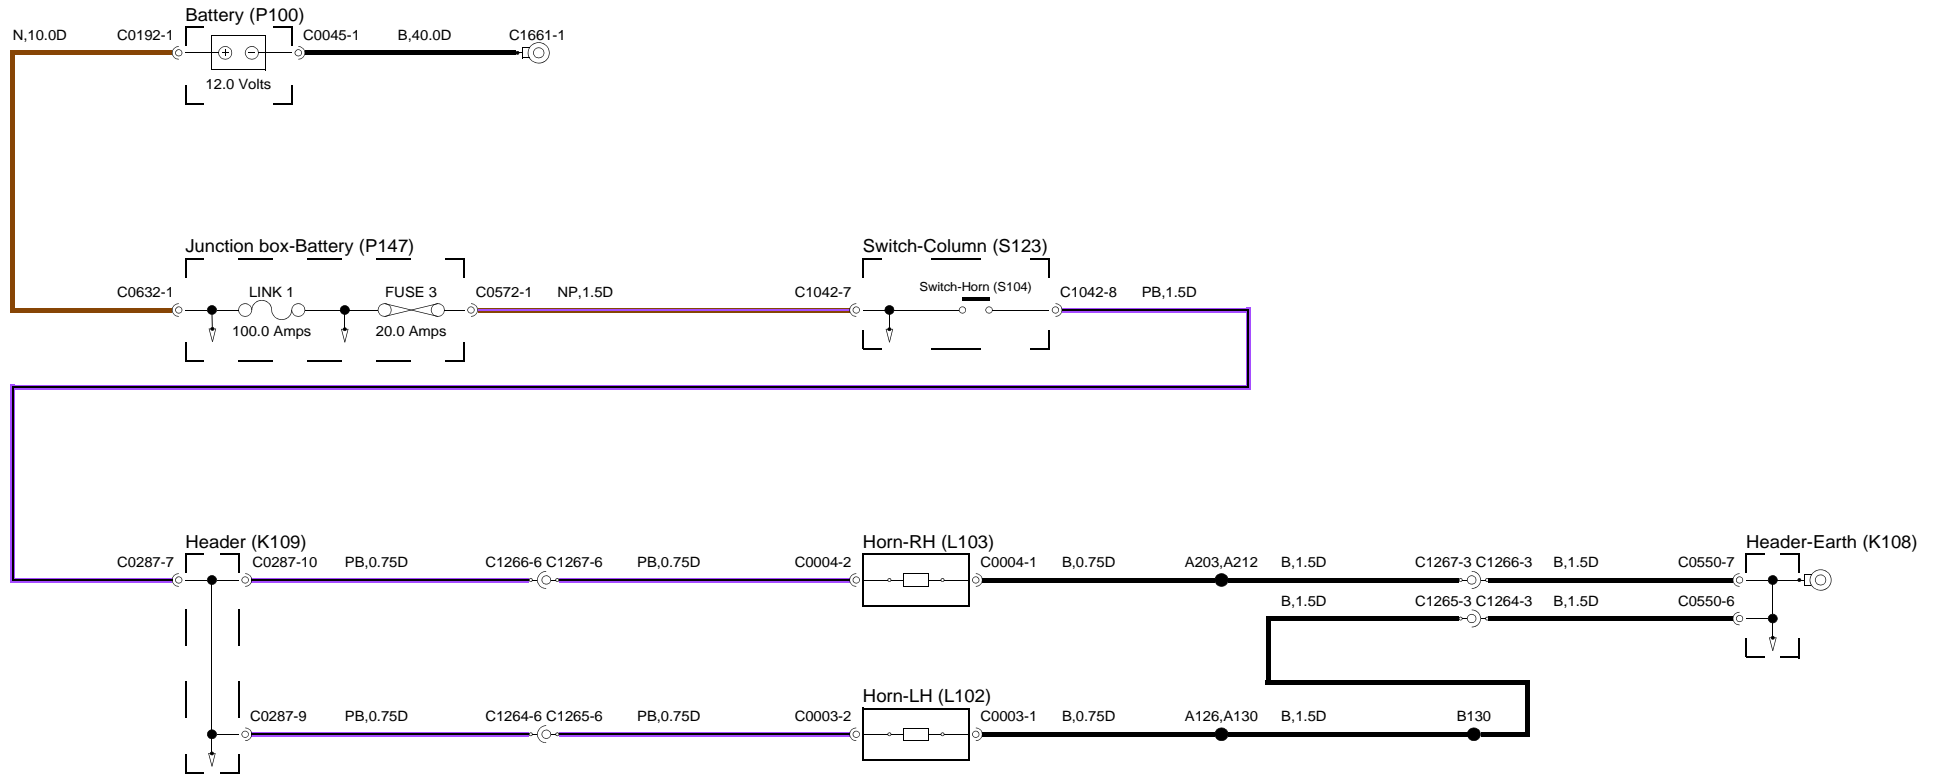 Battery (P100)
N,10.0D C0192-1 C0045-1 B,40.0D C1661-1
12.0 Volts
Junction box-Battery (P147) Switch-Column (S123)
C0632-1 LINK 1 FUSE 3 C0572-1 NP,1.5D C1042-7 Switch-Horn (S104) C1042-8 PB,1.5D
100.0 Amps 20.0 Amps
Header (K109) Horn-RH (L103) Header-Earth (K108)
C0287-7 C0287-10 PB,0.75D C1266-6 C1267-6 PB,0.75D C0004-2 C0004-1 B,0.75D A203,A212 B,1.5D C1267-3 C1266-3 B,1.5D C0550-7
B,1.5D C1265-3 C1264-3 B,1.5D C0550-6
Horn-LH (L102)
C0287-9 PB,0.75D C1264-6 C1265-6 PB,0.75D C0003-2 C0003-1 B,0.75D A126,A130 B,1.5D B130